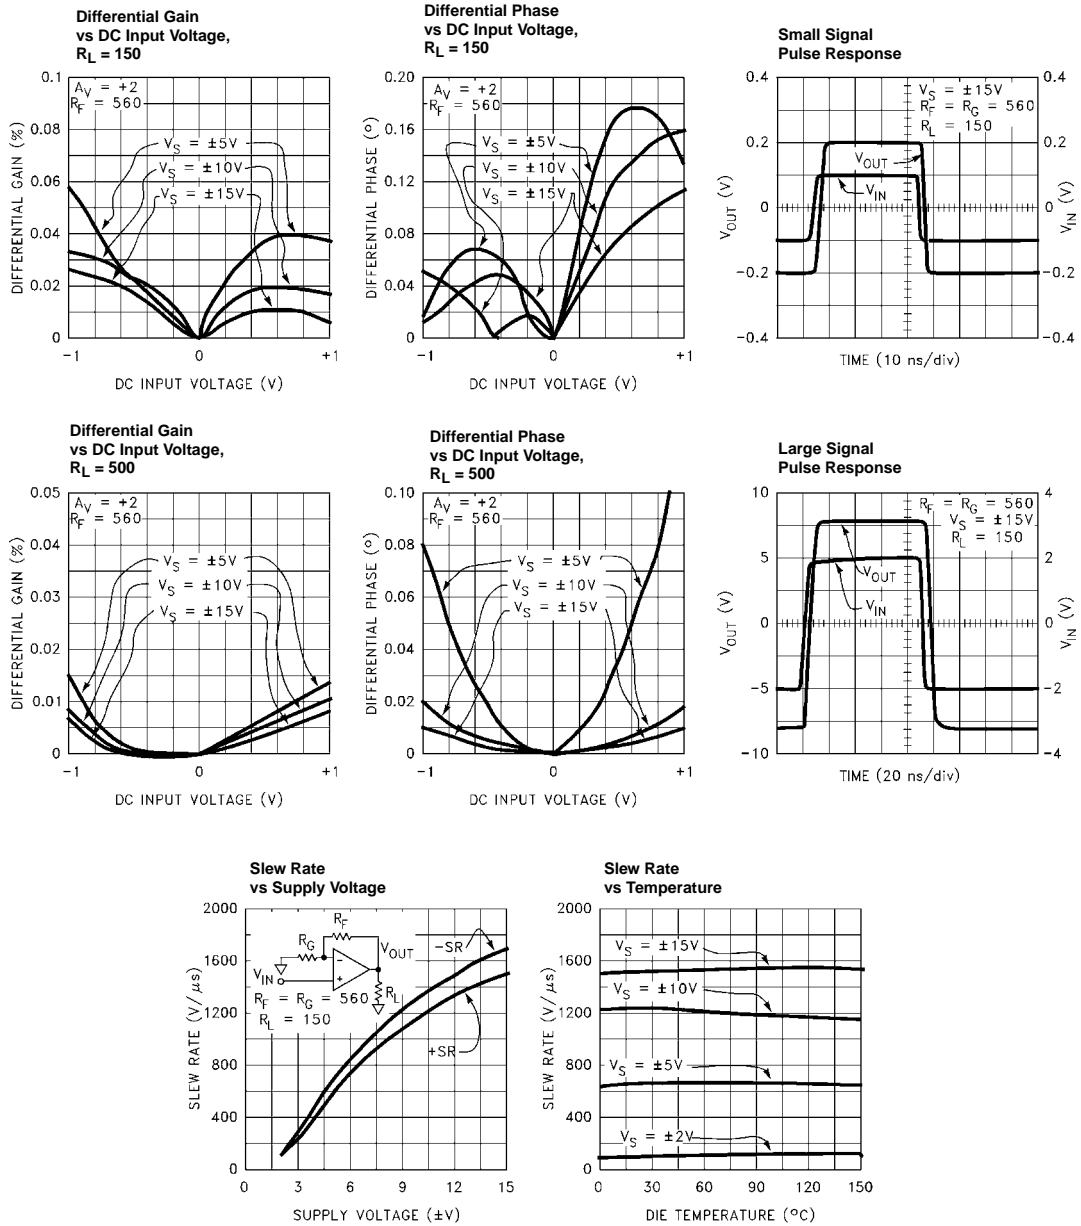 Differential Gain
vs DC Input Voltage,
RL = 150
0.1
0.08
0.06
0.04
0.02
0
−1
0
+1
DIFFERENTIAL GAIN (%)
AV = +2
RF = 560
VS = ±5V
VS = ±10V
VS = ±15V
DC INPUT VOLTAGE (V)
Differential Phase
vs DC Input Voltage,
RL = 150
0.20
0.16
0.12
0.08
0.04
0
−1
0
+1
DIFFERENTIAL PHASE (°)
AV = +2
RF = 560
VS = ±5V
VS = ±10V
VS = ±15V
DC INPUT VOLTAGE (V)
Small Signal
Pulse Response
0.4
0.2
0
−0.2
−0.4
VOUT (V)
VS = ±15V
RF = RG = 560
RL = 150
VOUT
VIN
0.4
0.2
0
−0.2
−0.4
VIN (V)
TIME (10 ns/div)
Differential Gain
vs DC Input Voltage,
RL = 500
0.05
0.04
0.03
0.02
0.01
0
−1
0
+1
DIFFERENTIAL GAIN (%)
AV = +2
RF = 560
VS = ±5V
VS = ±10V
VS = ±15V
DC INPUT VOLTAGE (V)
Differential Phase
vs DC Input Voltage,
RL = 500
0.10
0.08
0.06
0.04
0.02
0
−1
0
+1
DIFFERENTIAL PHASE (°)
AV = +2
RF = 560
VS = ±5V
VS = ±10V
VS = ±15V
DC INPUT VOLTAGE (V)
Large Signal
Pulse Response
10
5
0
−5
−10
VOUT (V)
RF = RG = 560
VS = ±15V
RL = 150
VOUT
VIN
4
2
0
−2
−4
VIN (V)
TIME (20 ns/div)
Slew Rate
vs Supply Voltage
2000
1600
1200
800
400
0
0
3
6
9
12
15
SLEW RATE (V/μs)
RF
RG
VOUT
−
+
VIN
RL
RF = RG = 560
RL = 150
−SR
+SR
SUPPLY VOLTAGE (±V)
Slew Rate
vs Temperature
2000
1600
1200
800
400
0
0
30
60
90
120
150
SLEW RATE (V/μs)
VS = ±15V
VS = ±10V
VS = ±5V
VS = ±2V
DIE TEMPERATURE (°C)